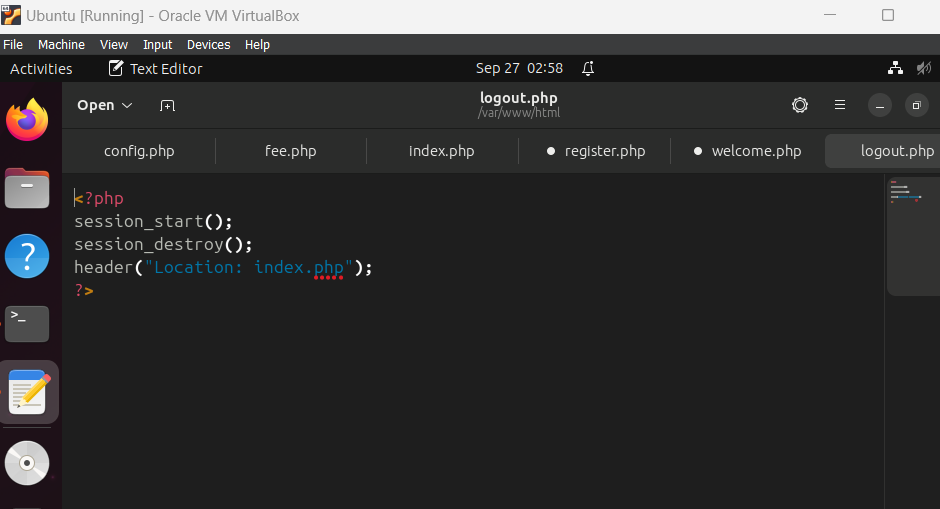 Ubuntu [Running] - Oracle VM VirtualBox
File Machine View Input Devices Help
Activities Text Editor Sep 27 02:58
Open logout.php
/var/www/html
config.php fee.php index.php register.php welcome.php logout.php
<?php
session_start();
session_destroy();
header("Location: index.php");
?>